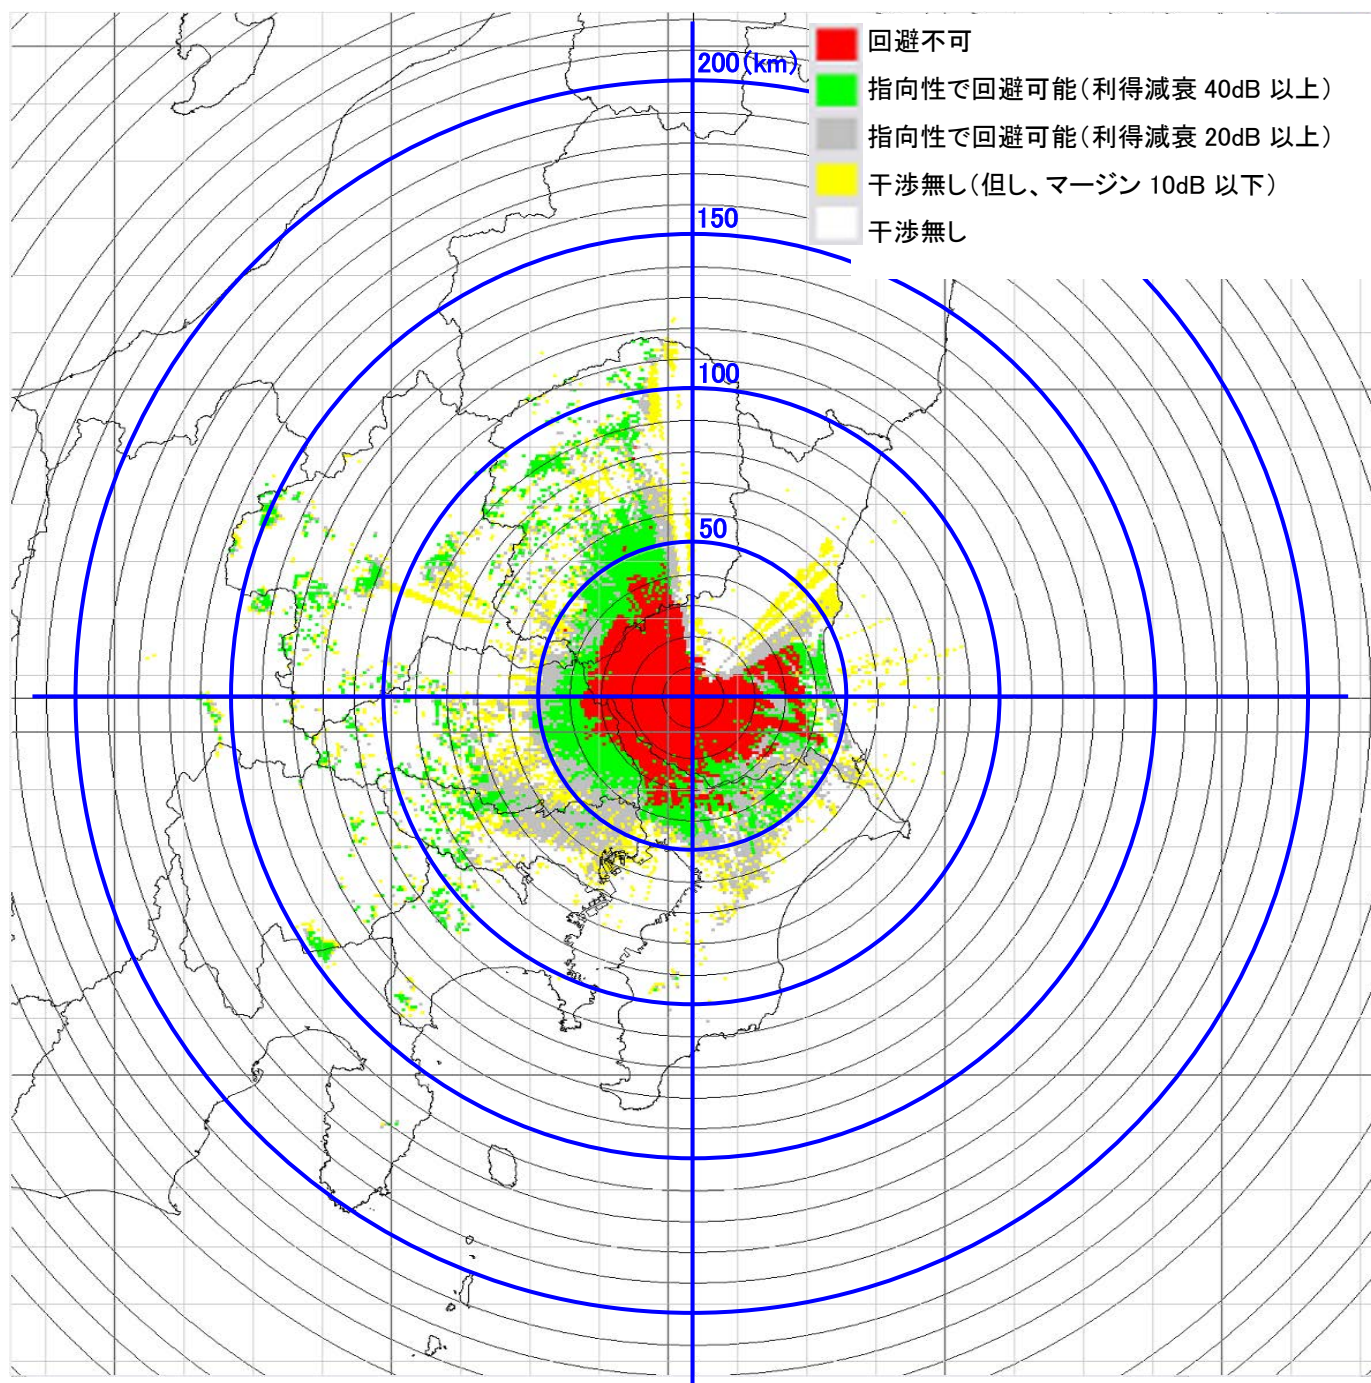 回避不可
200(km)
指向性で回避可能(利得減衰 40dB 以上)
指向性で回避可能(利得減衰 20dB 以上)
干渉無し(但し、マージン 10dB 以下)
150
干渉無し
100
50